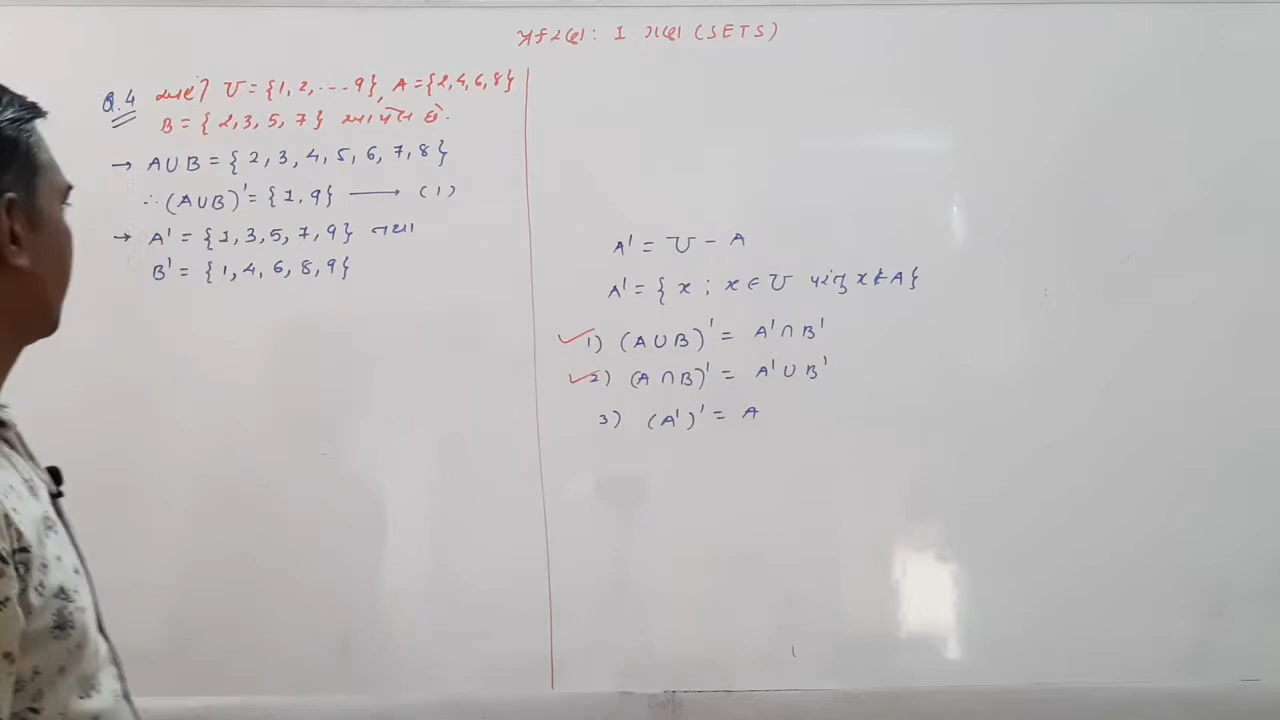 પ્રકરણ: 1 ગણ (SETS)
Q.4 અહીં U = {1, 2, ... 9}, A = {2, 4, 6, 8}
B = { 2, 3, 5, 7 } આપેલ છે.
→ A ∪ B = { 2, 3, 4, 5, 6, 7, 8 }
∴ (A ∪ B)' = { 1, 9 } ⟶ (1)
→ A' = { 1, 3, 5, 7, 9 } તથા
B' = { 1, 4, 6, 8, 9 }
A' = U - A
A' = { x ; x ∈ U પરંતુ x ∉ A }
1) (A ∪ B)' = A' ∩ B'
2) (A ∩ B)' = A' ∪ B'
3) (A')' = A